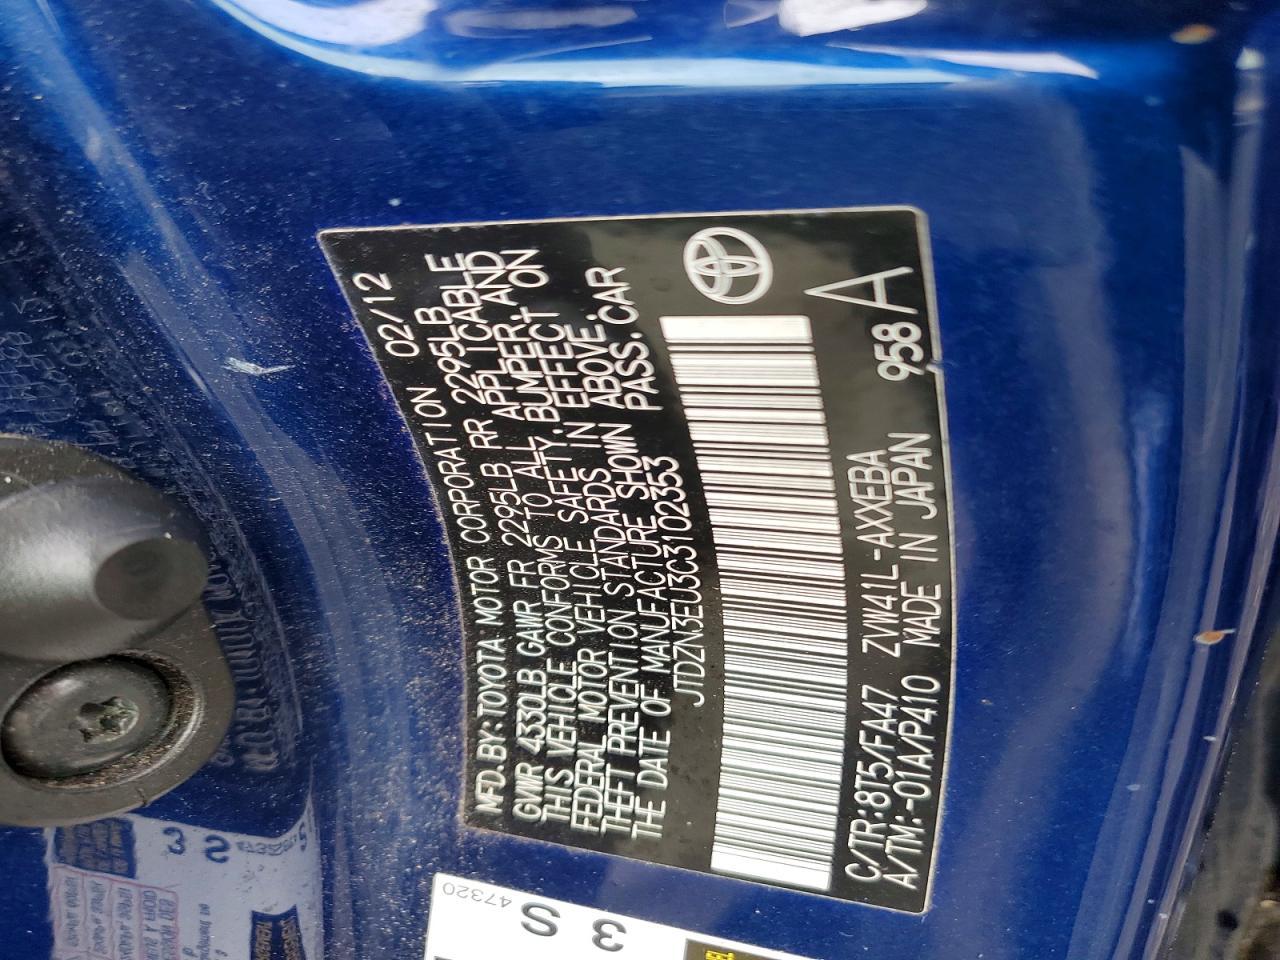 MFD.BY:TOYOTA MOTOR CORPORATION 02/12
GVWR 4330LB GAWR FR 2295LB RR 2295LB
THIS VEHICLE CONFORMS TO ALL APPLICABLE
FEDERAL MOTOR VEHICLE SAFETY, BUMPER, AND
THEFT PREVENTION STANDARDS IN EFFECT ON
THE DATE OF MANUFACTURE SHOWN ABOVE.
JTDZN3EU3C3102353 PASS.CAR
C/TR:8T5/FA47 ZVW41L-AXXEBA
A/TM:-01A/P410 MADE IN JAPAN 958
A
47320
3 S
3 S